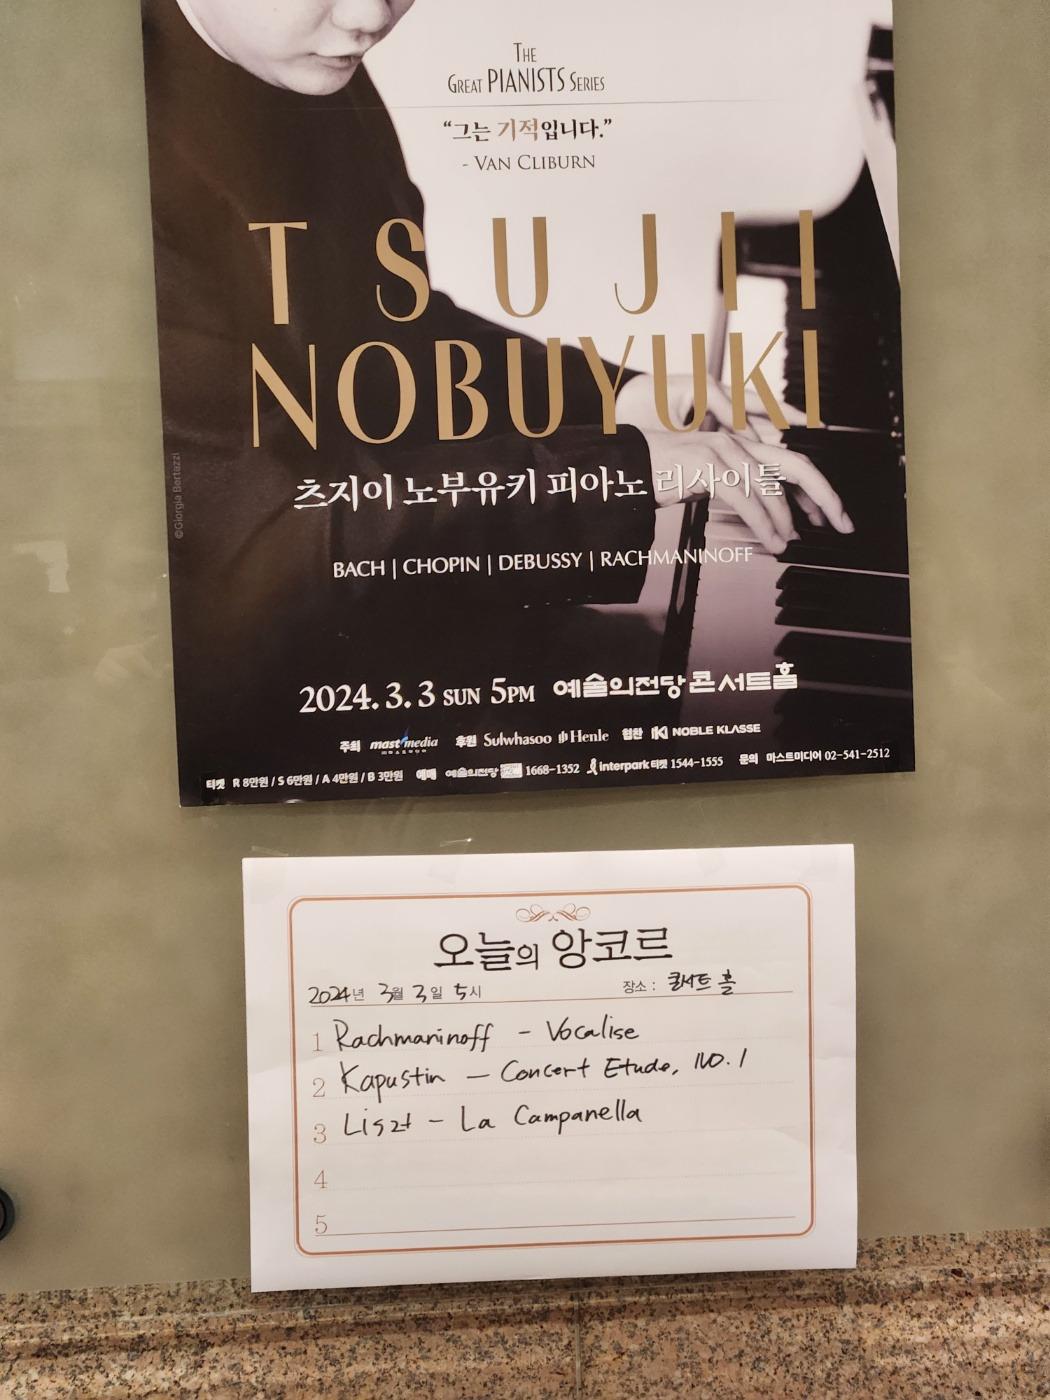 THE
GREAT PIANISTS SERIES
“그는 기적입니다.”
- VAN CLIBURN
TSUJII
NOBUYUKI
츠지이 노부유키 피아노 리사이틀
BACH | CHOPIN | DEBUSSY | RACHMANINOFF
2024. 3. 3 SUN 5PM 예술의전당 콘서트홀
주최 mast media 후원 Sulwhasoo Henle 협찬 NOBLE KLASSE
티켓 R 8만원 / S 6만원 / A 4만원 / B 3만원 예매 예술의전당 1668-1352 interpark 티켓 1544-1555 문의 마스트미디어 02-541-2512
©Giorgia Bertazzi
오늘의 앙코르
2024년 3월 3일 5시 장소 : 콘서트 홀
1 Rachmaninoff - Vocalise
2 Kapustin - Concert Etude, NO. 1
3 Liszt - La Campanella
4
5